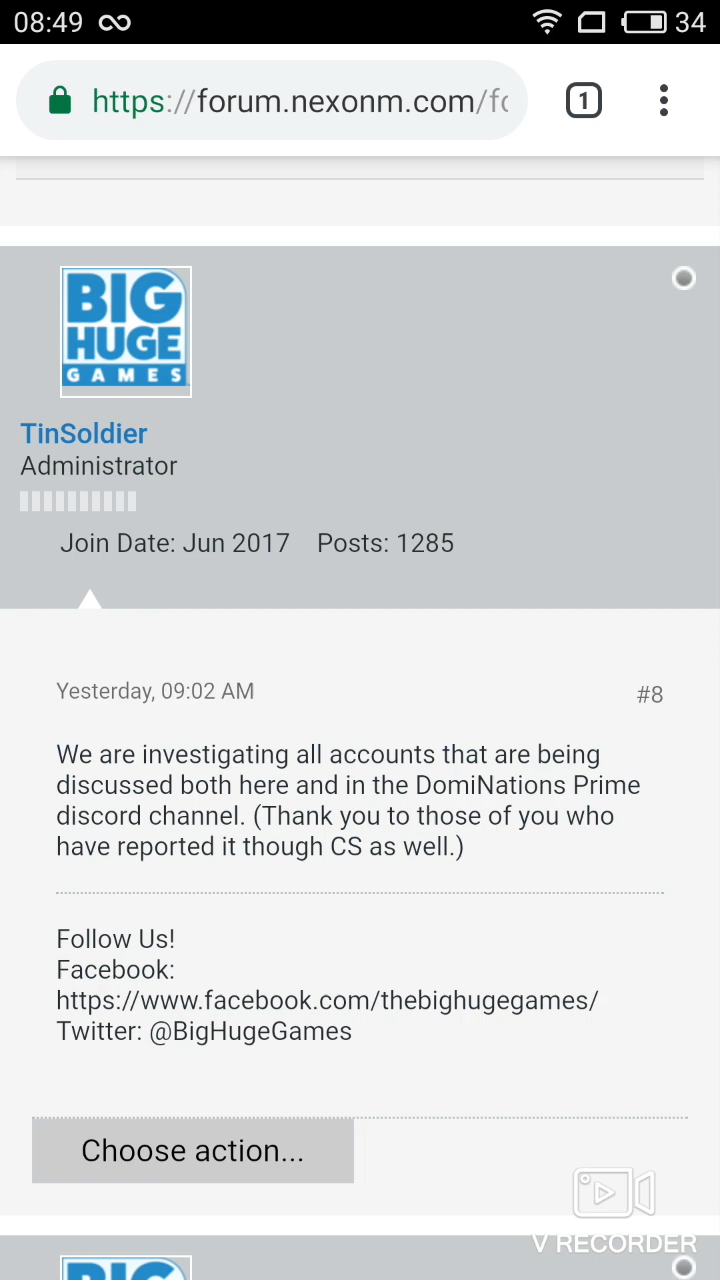 08:49 34
https://forum.nexonm.com/fo
1
BIG
HUGE
GAMES
TinSoldier
Administrator
Join Date: Jun 2017 Posts: 1285
Yesterday, 09:02 AM #8
We are investigating all accounts that are being
discussed both here and in the DomiNations Prime
discord channel. (Thank you to those of you who
have reported it though CS as well.)
Follow Us!
Facebook:
https://www.facebook.com/thebighugegames/
Twitter: @BigHugeGames
Choose action...
V RECORDER
BIG